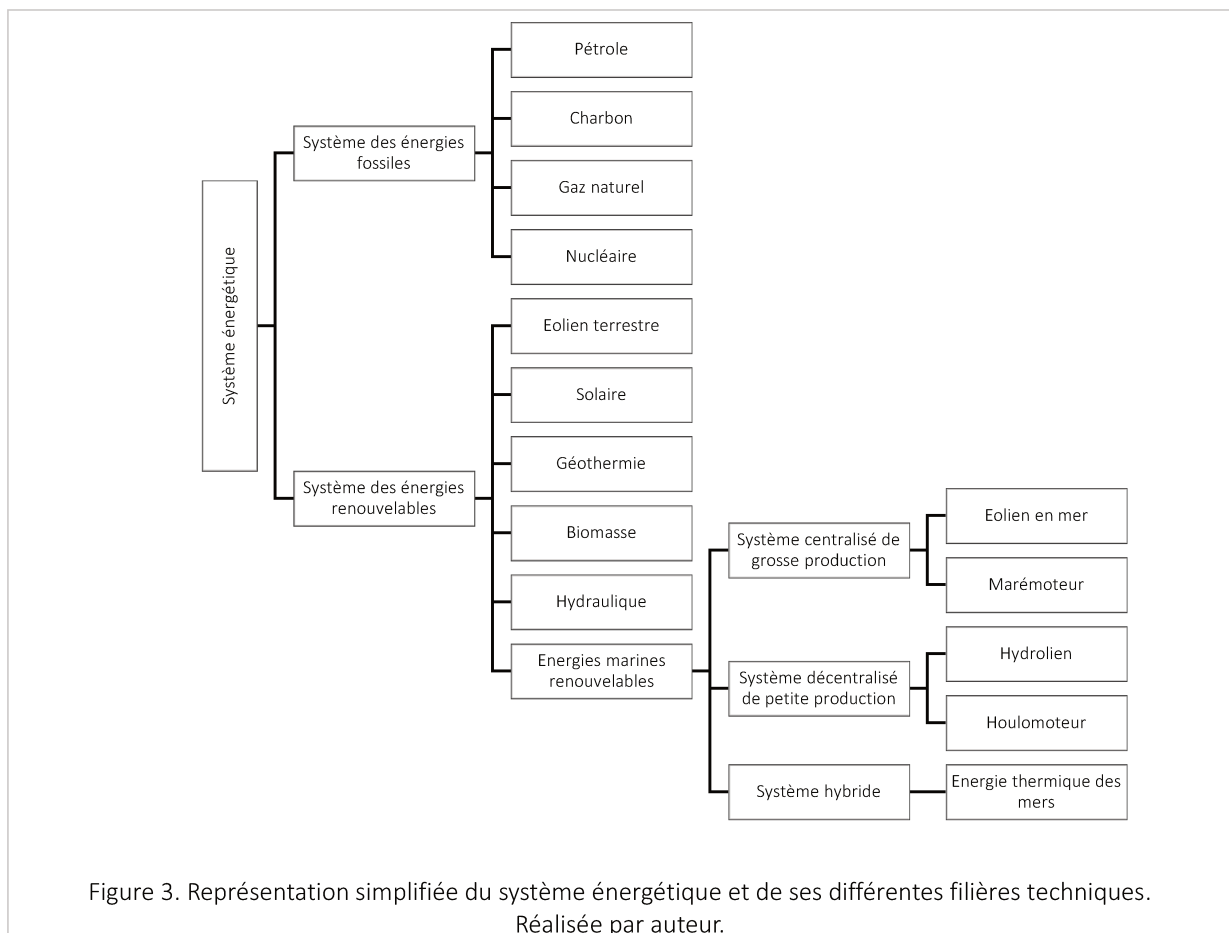 Système énergétique
Système des énergies
fossiles
Pétrole
Charbon
Gaz naturel
Nucléaire
Système des énergies
renouvelables
Eolien terrestre
Solaire
Géothermie
Biomasse
Hydraulique
Energies marines
renouvelables
Système centralisé de
grosse production
Eolien en mer
Marémoteur
Système décentralisé
de petite production
Hydrolien
Houlomoteur
Système hybride
Energie thermique des
mers
Figure 3. Représentation simplifiée du système énergétique et de ses différentes filières techniques.
Réalisée par auteur.